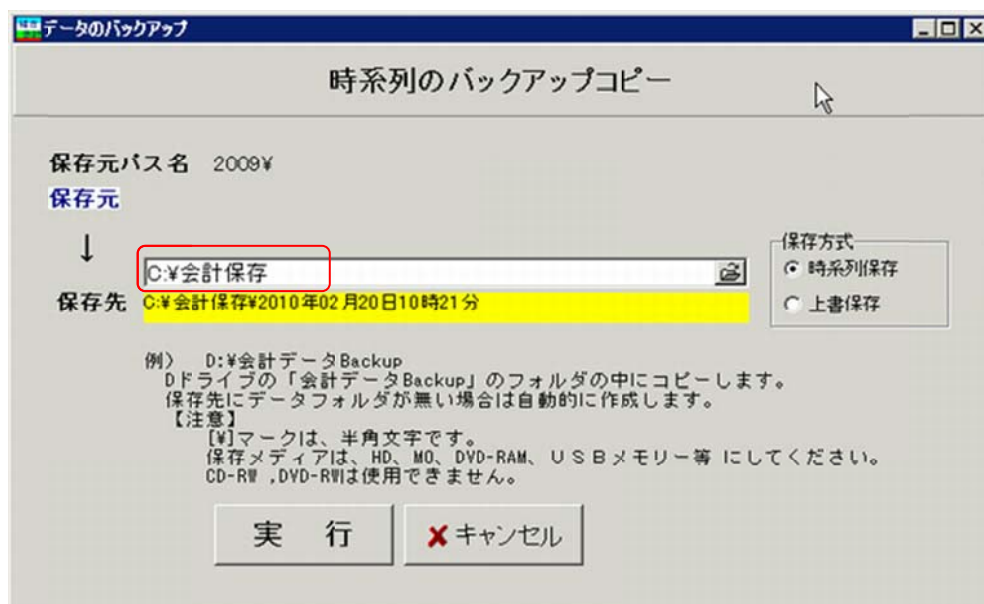 データのバックアップ
時系列のバックアップコピー
保存元パス名 2009¥
保存元
↓
C:¥会計保存
保存先 C:¥会計保存¥2010年02月20日10時21分
保存方式
時系列保存
上書保存
例） D:¥会計データBackup
Dドライブの「会計データBackup」のフォルダの中にコピーします。
保存先にデータフォルダが無い場合は自動的に作成します。
【注意】
[¥]マークは、半角文字です。
保存メディアは、HD、MO、DVD-RAM、ＵＳＢメモリー等 にしてください。
CD-RW ,DVD-RWは使用できません。
実　行
キャンセル